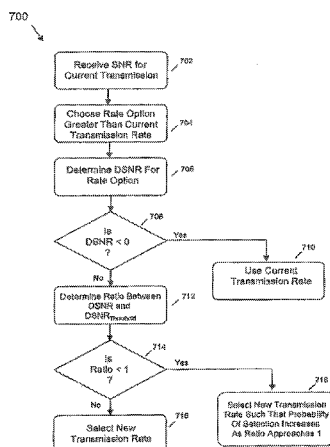 700
Receive SNR for
Current Transmission
702
Choose Rate Option
Greater Than Current
Transmission Rate
704
Determine DSNR For
Rate Option
706
Is
DSNR < 0
?
708
Yes
No
Use Current
Transmission Rate
710
Determine Ratio Between
DSNR and
DSNRThreshold
712
Is
Ratio < 1
?
714
Yes
No
Select New
Transmission Rate
716
Select New Transmission
Rate Such That Probability
Of Selection Increases
As Ratio Approaches 1
718